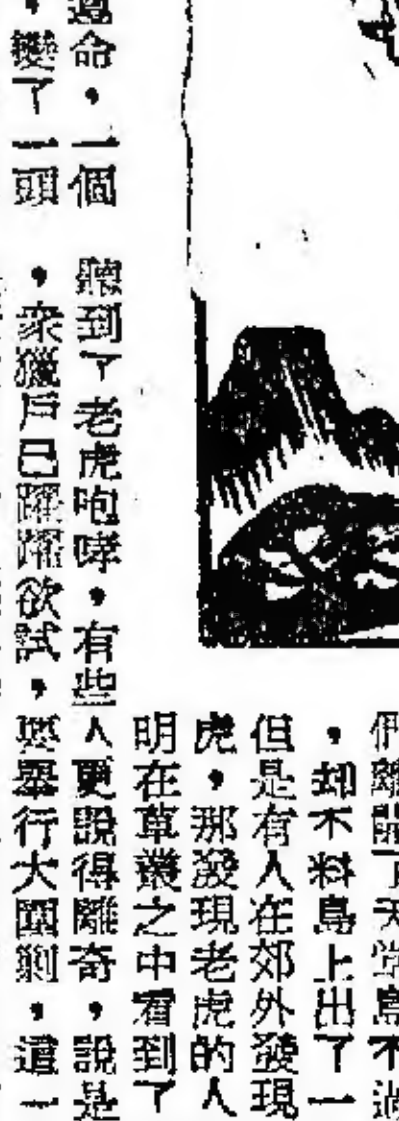 們離開了天堂島不過
，却不料島上出了一
但是有人在郊外發現
虎，那發現老虎的人
明在草叢之中看到了
命，一個
聽到了老虎咆哮，有些人更說得離奇，說是
，變了一頭
，衆獵戶已躍躍欲試，要舉行大圍剿，這一